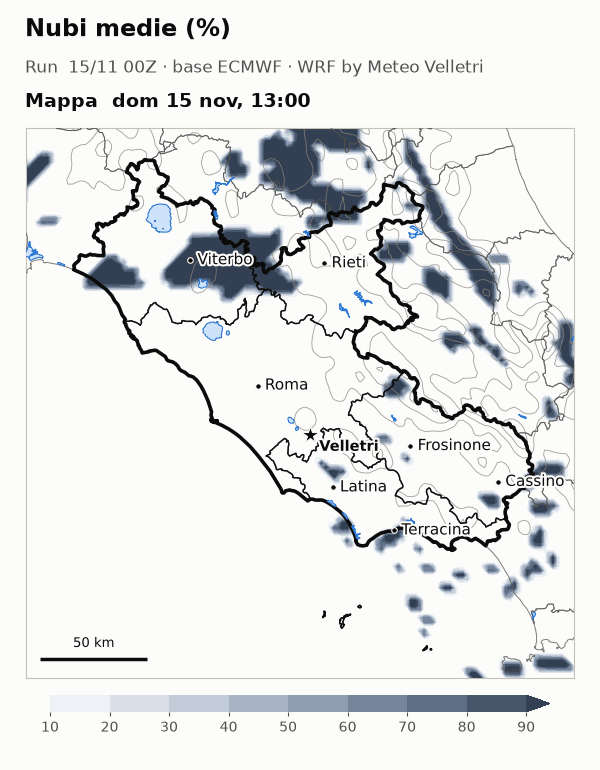 Nubi medie (%)
Run  15/11 00Z · base ECMWF · WRF by Meteo Velletri
Mappa  dom 15 nov, 13:00
Viterbo
Rieti
Roma
Velletri
Frosinone
Latina
Cassino
Terracina
50 km
10 20 30 40 50 60 70 80 90